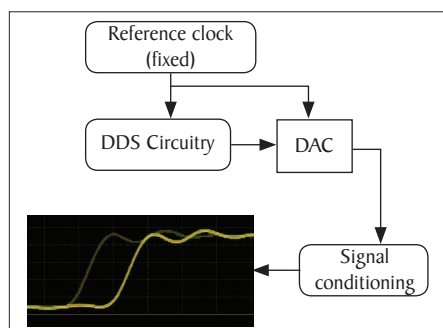 Reference clock
(fixed)
DDS Circuitry
DAC
Signal
conditioning